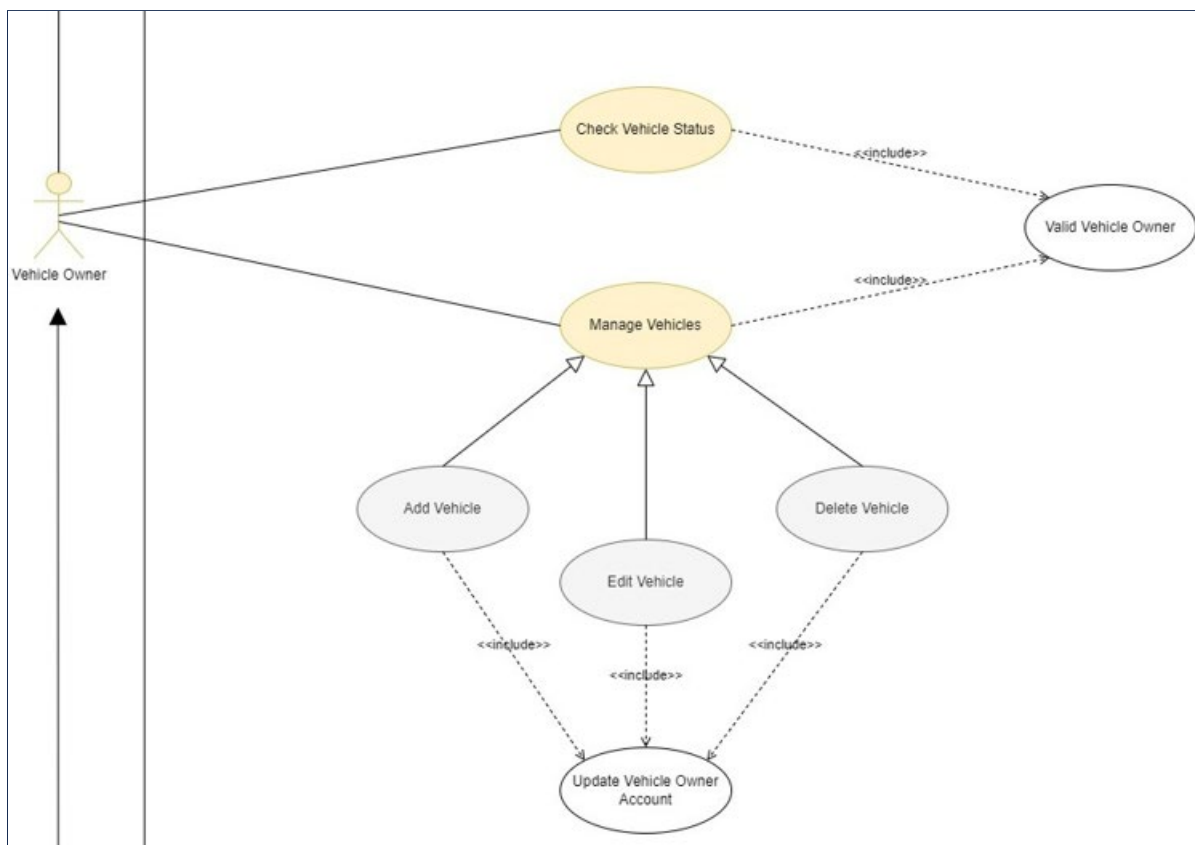 Check Vehicle Status
<<include>>
Valid Vehicle Owner
Vehicle Owner
<<include>>
Manage Vehicles
Add Vehicle
Delete Vehicle
Edit Vehicle
<<include>>
<<include>>
<<include>>
Update Vehicle Owner
Account